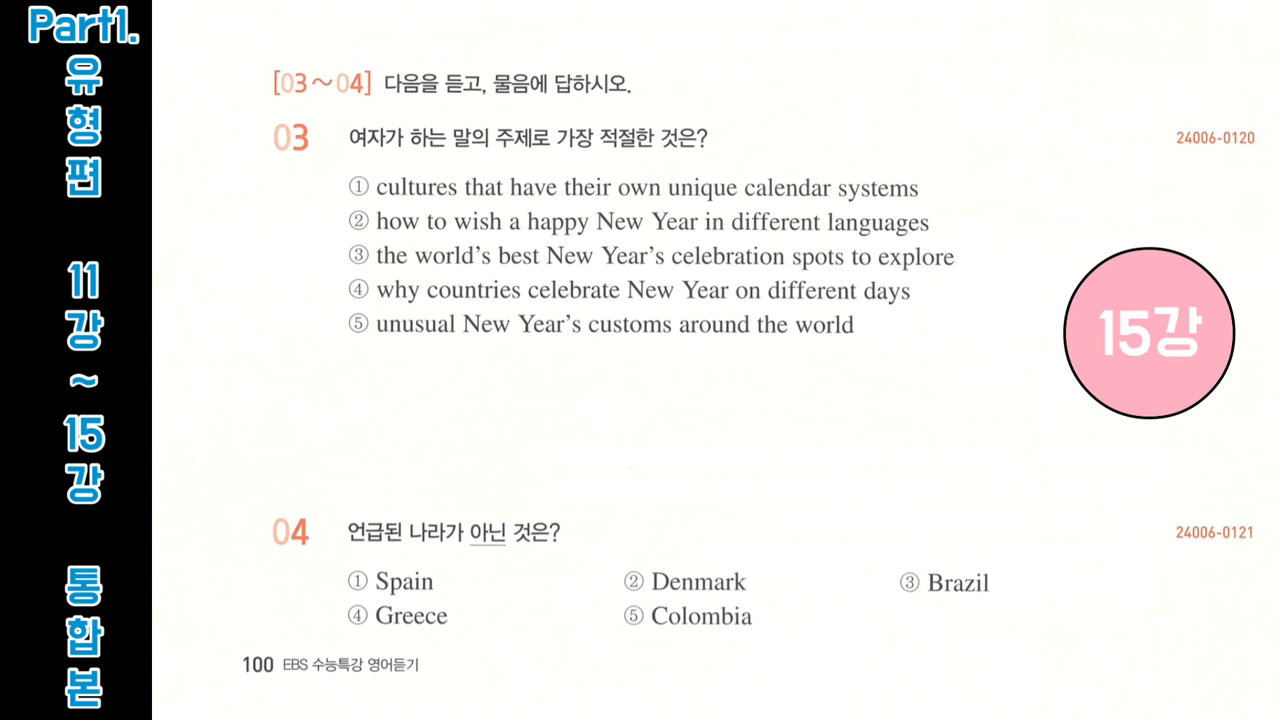 Part1.
유
형
편
11
강
~
15
강
통
합
본
[03~04] 다음을 듣고, 물음에 답하시오.
03 여자가 하는 말의 주제로 가장 적절한 것은? 24006-0120
① cultures that have their own unique calendar systems
② how to wish a happy New Year in different languages
③ the world's best New Year's celebration spots to explore
④ why countries celebrate New Year on different days
⑤ unusual New Year's customs around the world
15강
04 언급된 나라가 아닌 것은? 24006-0121
① Spain ② Denmark ③ Brazil
④ Greece ⑤ Colombia
100 EBS 수능특강 영어듣기